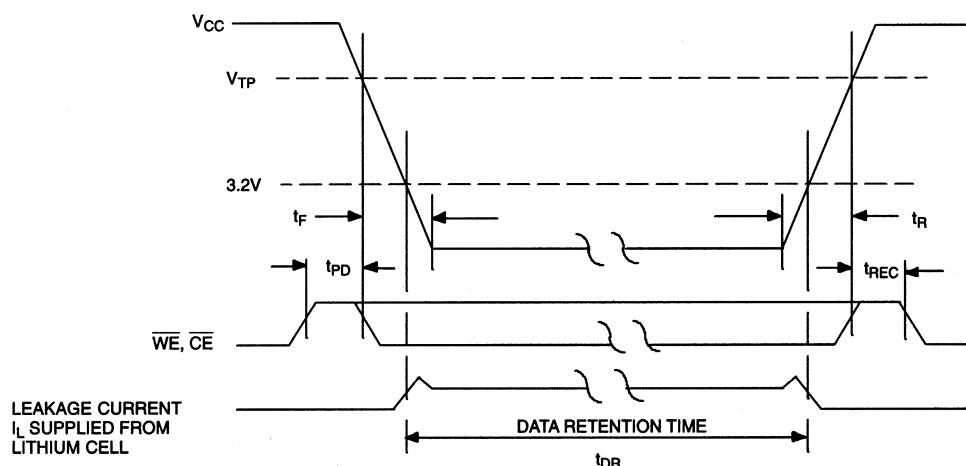 VCC
VTP
3.2V
tF
tR
tPD
tREC
WE, CE
LEAKAGE CURRENT
IL SUPPLIED FROM
LITHIUM CELL
DATA RETENTION TIME
tDR